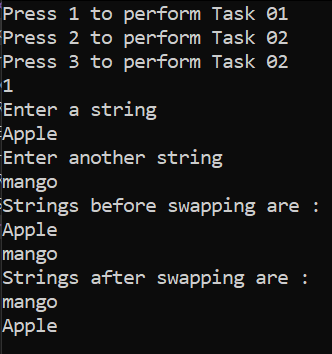 Press 1 to perform Task 01
Press 2 to perform Task 02
Press 3 to perform Task 02
1
Enter a string
Apple
Enter another string
mango
Strings before swapping are :
Apple
mango
Strings after swapping are :
mango
Apple